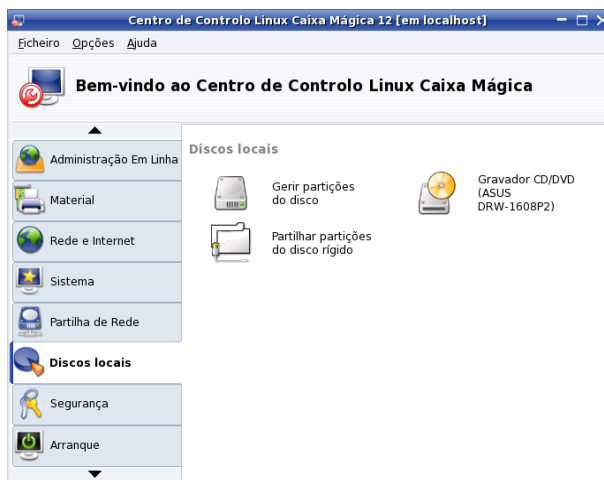 Centro de Controlo Linux Caixa Mágica 12 [em localhost]
Ficheiro Opções Ajuda
Bem-vindo ao Centro de Controlo Linux Caixa Mágica
Administração Em Linha
Material
Rede e Internet
Sistema
Partilha de Rede
Discos locais
Segurança
Arranque
Discos locais
Gerir partições
do disco
Gravador CD/DVD
(ASUS
DRW-1608P2)
Partilhar partições
do disco rígido